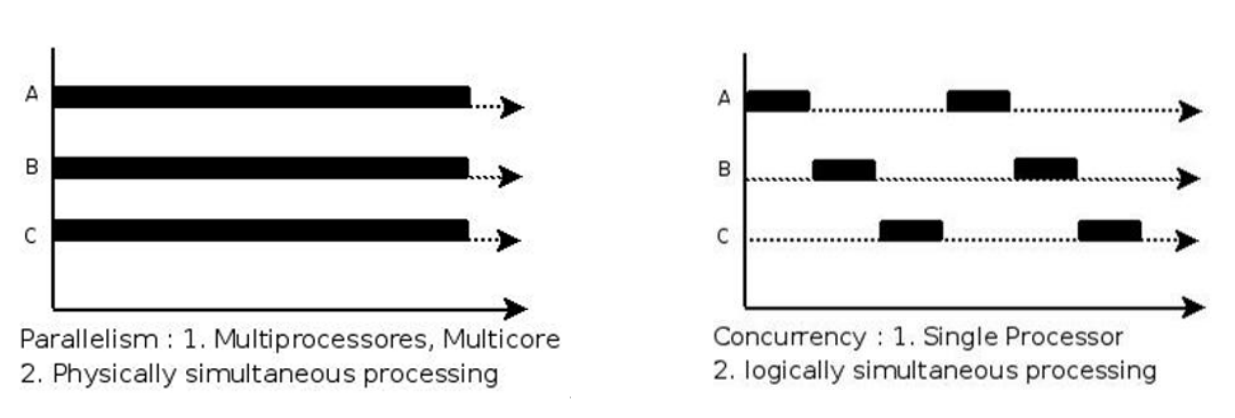 A
B
C
Parallelism : 1. Multiprocessores, Multicore
2. Physically simultaneous processing
A
B
C
Concurrency : 1. Single Processor
2. logically simultaneous processing